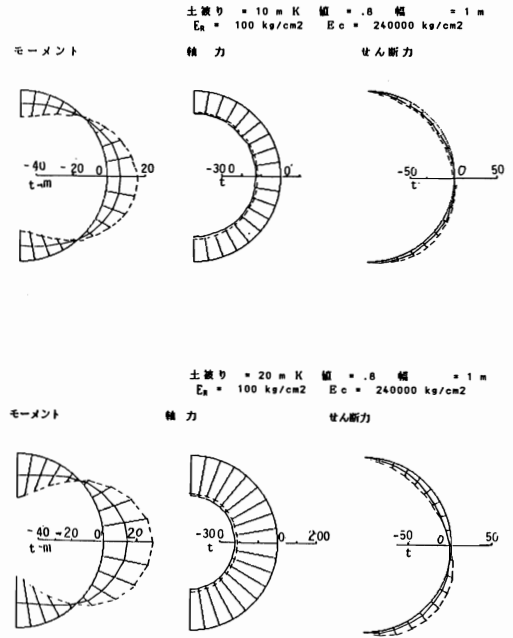 土被り = 10 m K 値 = .8 幅 = 1 m
ER = 100 kg/cm2 Ec = 240000 kg/cm2
モーメント 軸 力 せん断力
-40 -20 0 20
t-m
-300 0
t
-50 0 50
t
土被り = 20 m K 値 = .8 幅 = 1 m
ER = 100 kg/cm2 Ec = 240000 kg/cm2
モーメント 軸 力 せん断力
-40 -20 0 20
t-m
-300 0 200
t
-50 0 50
t